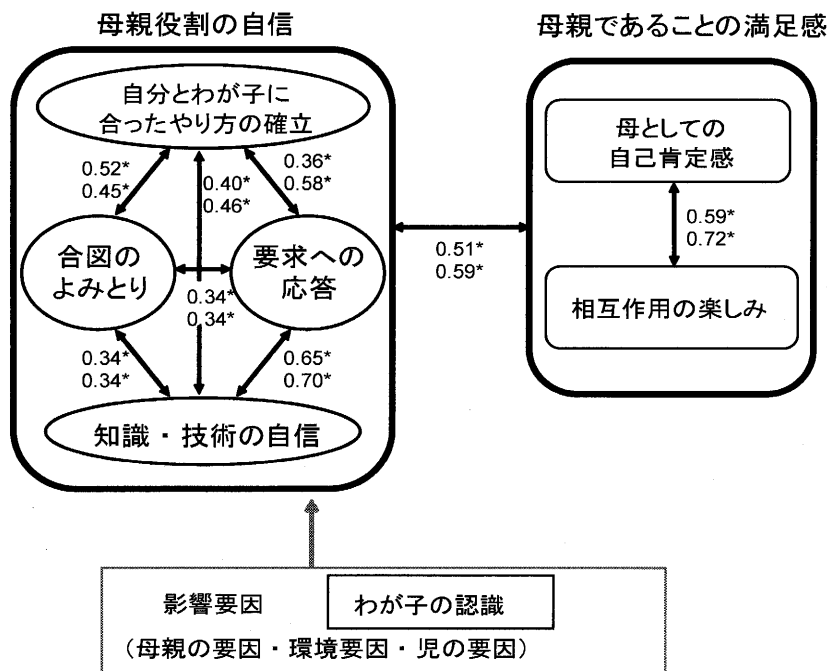 母親役割の自信
母親であることの満足感
自分とわが子に
合ったやり方の確立
母としての
自己肯定感
0.52*
0.45*
0.40*
0.46*
0.36*
0.58*
合図の
よみとり
要求への
応答
0.34*
0.34*
0.51*
0.59*
0.59*
0.72*
相互作用の楽しみ
0.34*
0.34*
0.65*
0.70*
知識・技術の自信
影響要因
わが子の認識
(母親の要因・環境要因・児の要因)